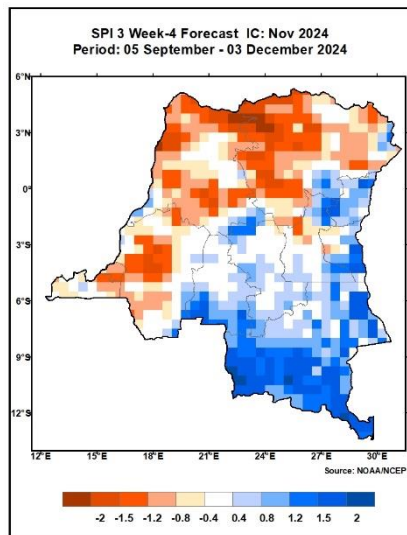 SPI 3 Week-4 Forecast IC: Nov 2024
Period: 05 September - 03 December 2024
6°N
3°N
0°
3°S
6°S
9°S
12°S
12°E 15°E 18°E 21°E 24°E 27°E 30°E
Source: NOAA/NCEP
-2 -1.5 -1.2 -0.8 -0.4 0.4 0.8 1.2 1.5 2